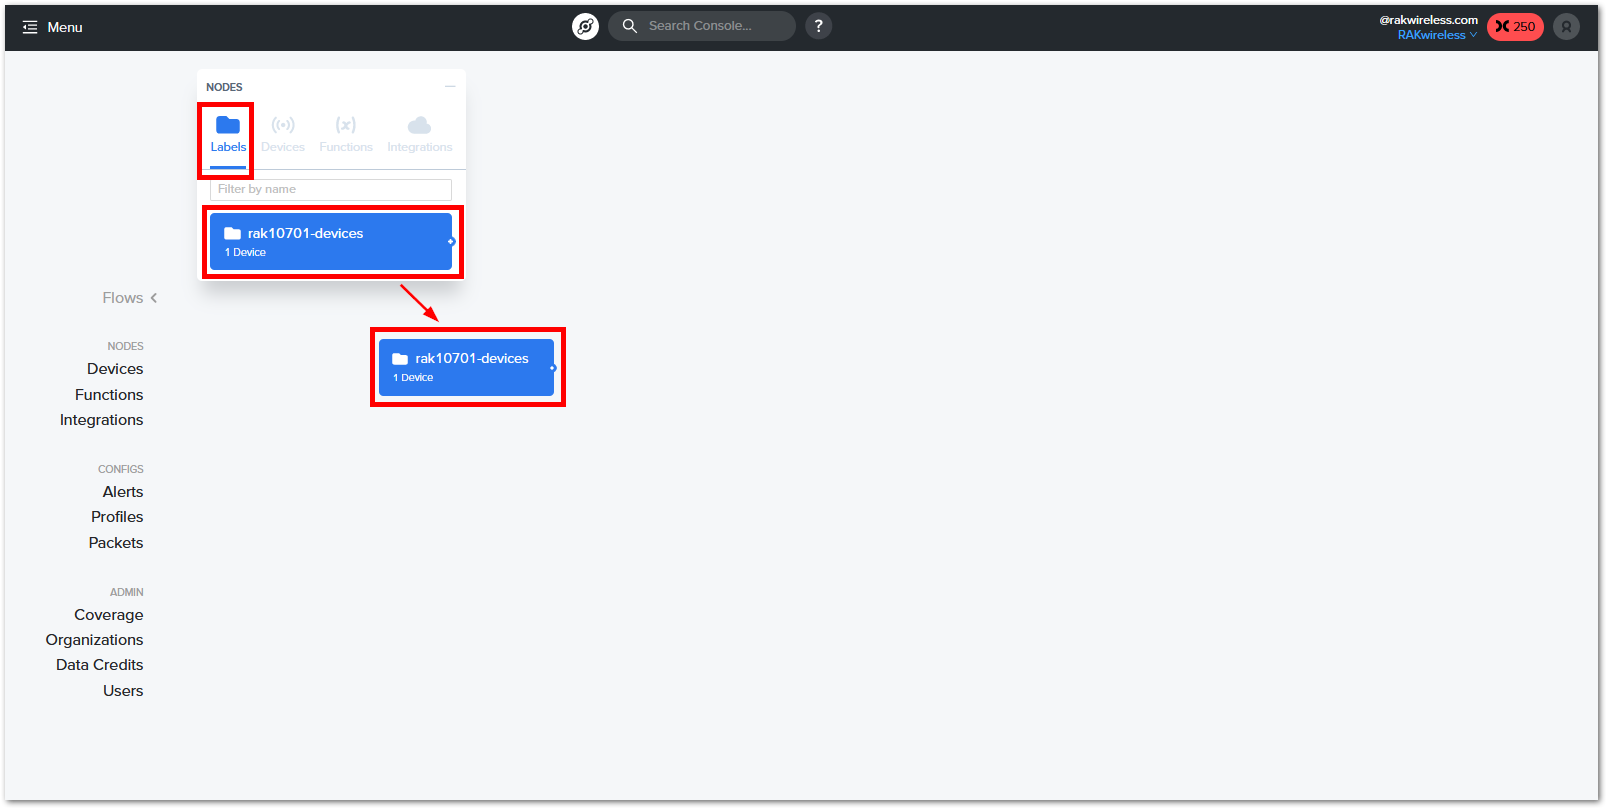 Menu
Search Console...
?
@rakwireless.com
RAKwireless
250
NODES
Labels
Devices
Functions
Integrations
Filter by name
rak10701-devices
1 Device
rak10701-devices
1 Device
Flows
NODES
Devices
Functions
Integrations
CONFIGS
Alerts
Profiles
Packets
ADMIN
Coverage
Organizations
Data Credits
Users